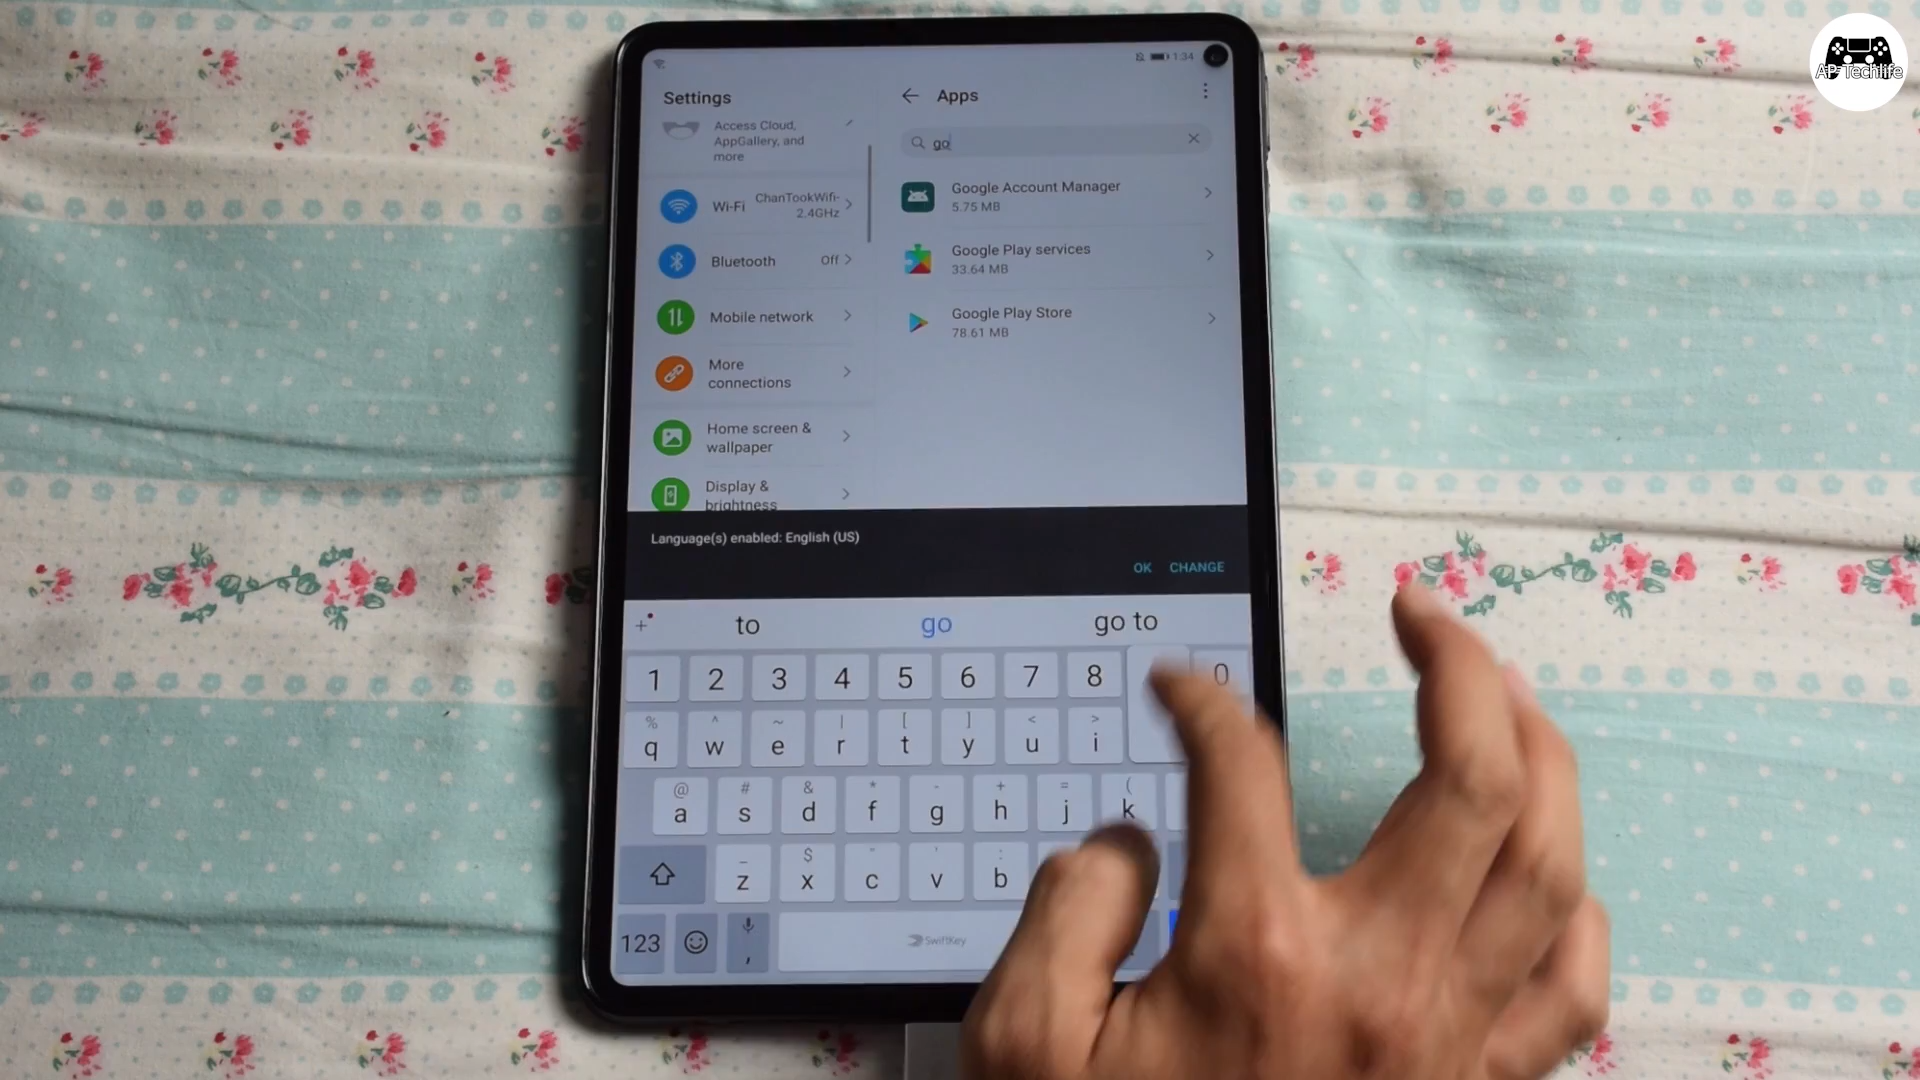 AP Techlife
1:34
Settings
Access Cloud,
AppGallery, and
more
Wi-Fi
ChanTookWifi-
2.4GHz
Bluetooth
Off
Mobile network
More
connections
Home screen &
wallpaper
Display &
brightness
Apps
go
Google Account Manager
5.75 MB
Google Play services
33.64 MB
Google Play Store
78.61 MB
Language(s) enabled: English (US)
OK CHANGE
+ to go go to
1 2 3 4 5 6 7 8 0
% ^ ~ | [ ] < >
q w e r t y u i
@ # & * - + = (
a s d f g h j k
_ $ " ' :
z x c v b
123 , SwiftKey